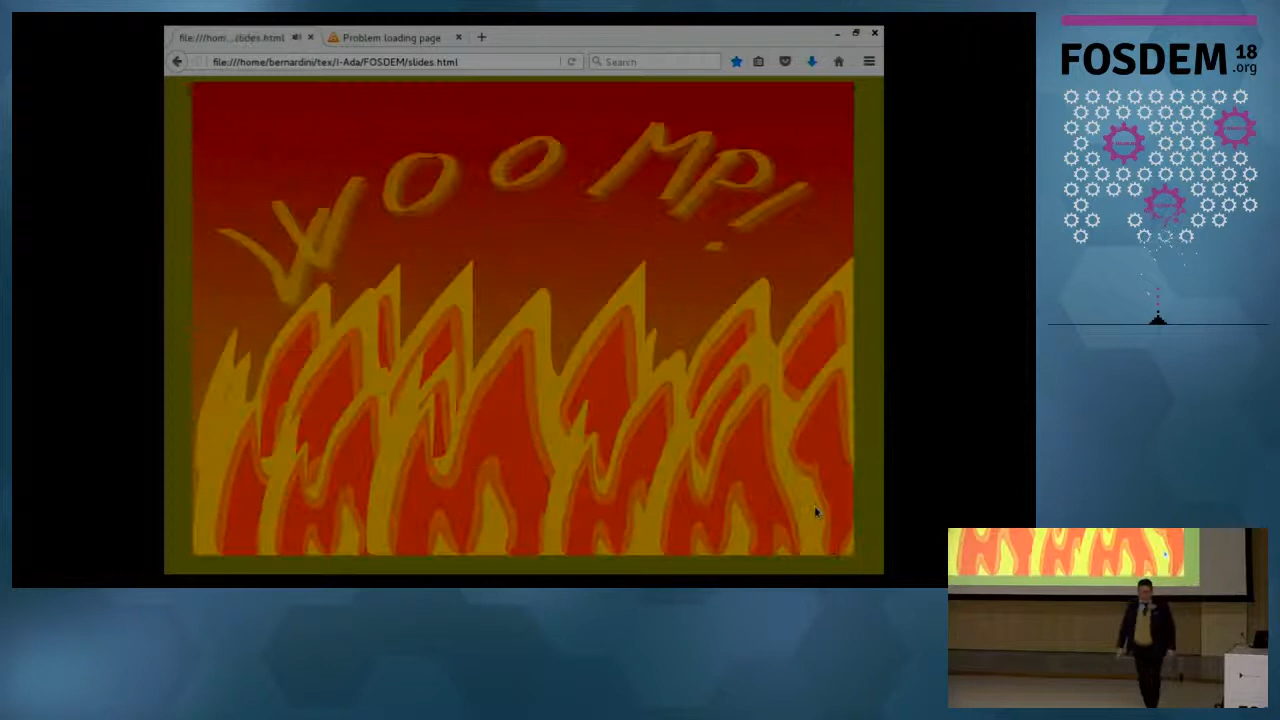 file:///hom...slides.html
Problem loading page
file:///home/bernardini/tex/I-Ada/FOSDEM/slides.html
Search
WOOMP!
FOSDEM 18
.org